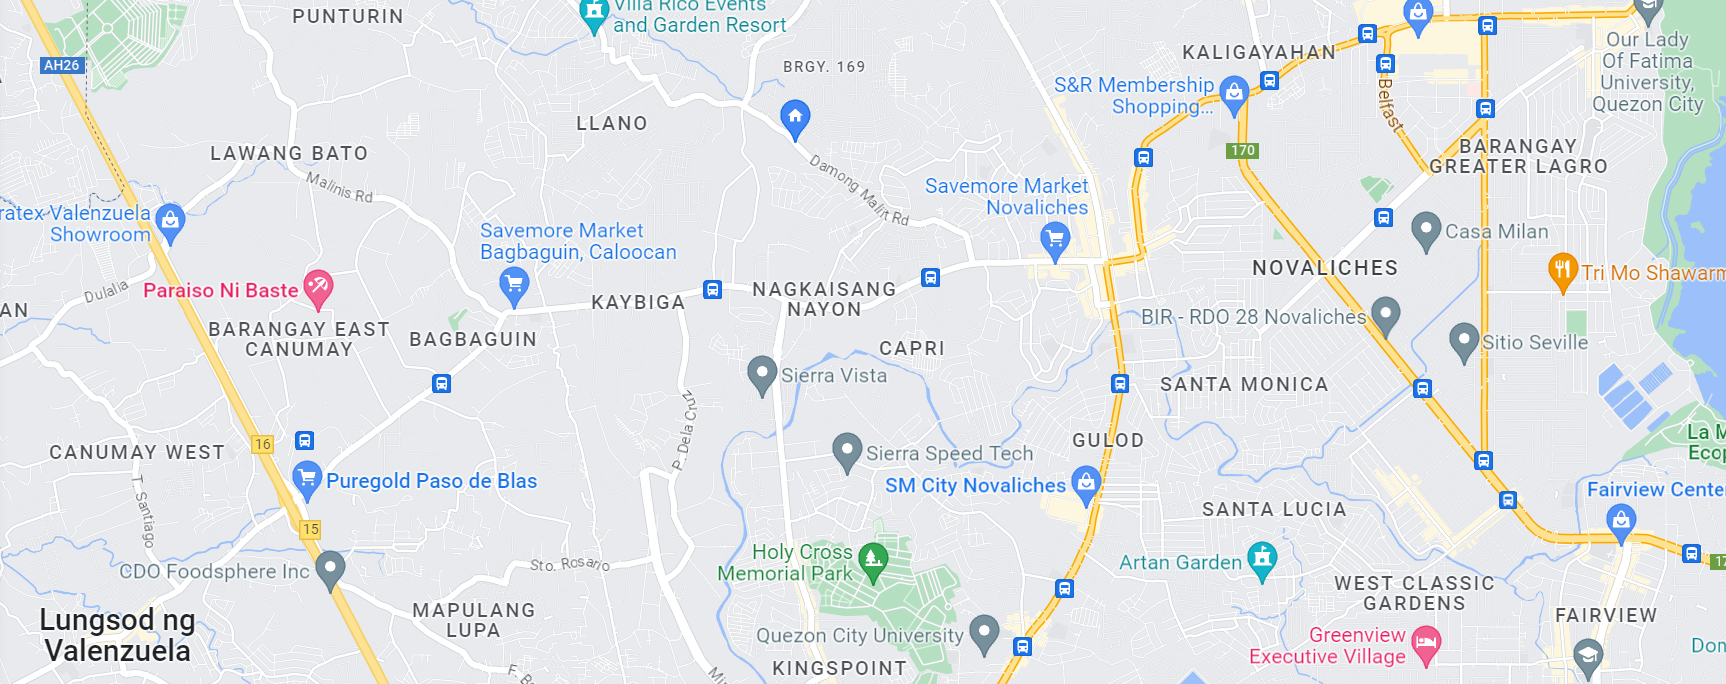 PUNTURIN
Villa Rico Events
and Garden Resort
AH26
BRGY. 169
KALIGAYAHAN
Our Lady
Of Fatima
University,
Quezon City
S&R Membership
Shopping...
Belfast
LLANO
170
BARANGAY
GREATER LAGRO
LAWANG BATO
Malinis Rd
Damong Maliit Rd
Savemore Market
Novaliches
ratex Valenzuela
Showroom
Savemore Market
Bagbaguin, Caloocan
Casa Milan
NOVALICHES
Tri Mo Shawarm
Dulalia
Paraiso Ni Baste
KAYBIGA
NAGKAISANG
NAYON
AN
BARANGAY EAST
CANUMAY
BAGBAGUIN
BIR - RDO 28 Novaliches
Sitio Seville
CAPRI
Sierra Vista
SANTA MONICA
P. Dela Cruz
16
CANUMAY WEST
GULOD
La M
Ecop
Sierra Speed Tech
Puregold Paso de Blas
SM City Novaliches
Fairview Cente
T. Santiago
15
SANTA LUCIA
Holy Cross
Memorial Park
Artan Garden
CDO Foodsphere Inc
Sto. Rosario
WEST CLASSIC
GARDENS
Lungsod ng
Valenzuela
MAPULANG
LUPA
FAIRVIEW
Quezon City University
Greenview
Executive Village
Don
KINGSPOINT